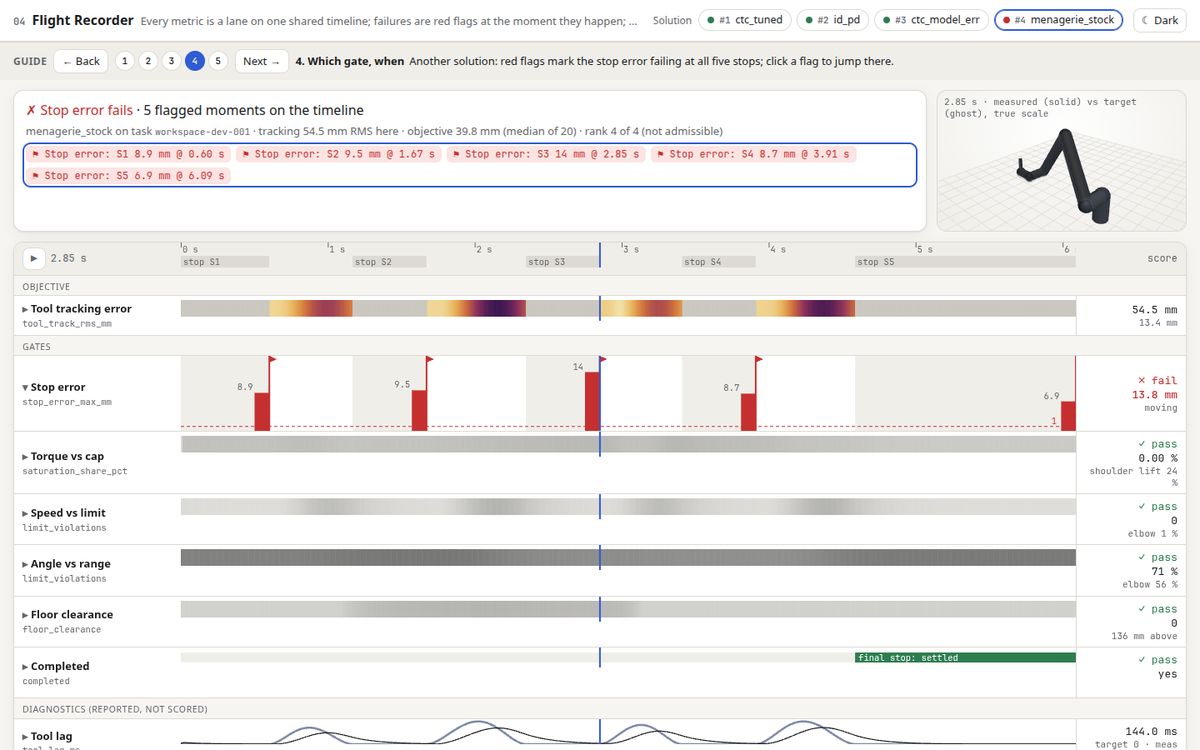 04 Flight Recorder Every metric is a lane on one shared timeline; failures are red flags at the moment they happen; ... Solution #1 ctc_tuned #2 id_pd #3 ctc_model_err #4 menagerie_stock ☾ Dark
GUIDE ← Back 1 2 3 4 5 Next → 4. Which gate, when Another solution: red flags mark the stop error failing at all five stops; click a flag to jump there.
✗ Stop error fails · 5 flagged moments on the timeline
menagerie_stock on task workspace-dev-001 · tracking 54.5 mm RMS here · objective 39.8 mm (median of 20) · rank 4 of 4 (not admissible)
⚑ Stop error: S1 8.9 mm @ 0.60 s ⚑ Stop error: S2 9.5 mm @ 1.67 s ⚑ Stop error: S3 14 mm @ 2.85 s ⚑ Stop error: S4 8.7 mm @ 3.91 s
⚑ Stop error: S5 6.9 mm @ 6.09 s
2.85 s · measured (solid) vs target
(ghost), true scale
▶ 2.85 s 0 s 1 s 2 s 3 s 4 s 5 s 6 score
stop S1 stop S2 stop S3 stop S4 stop S5
OBJECTIVE
▸ Tool tracking error 54.5 mm
tool_track_rms_mm 13.4 mm
GATES
▾ Stop error 8.9 9.5 14 8.7 6.9 ✕ fail
stop_error_max_mm 13.8 mm
1 moving
▸ Torque vs cap ✓ pass
saturation_share_pct 0.00 %
shoulder lift 24
%
▸ Speed vs limit ✓ pass
limit_violations 0
elbow 1 %
▸ Angle vs range ✓ pass
limit_violations 71 %
elbow 56 %
▸ Floor clearance ✓ pass
floor_clearance 0
136 mm above
▸ Completed final stop: settled ✓ pass
completed yes
DIAGNOSTICS (REPORTED, NOT SCORED)
▸ Tool lag 144.0 ms
tool_lag_ms target 0 · meas